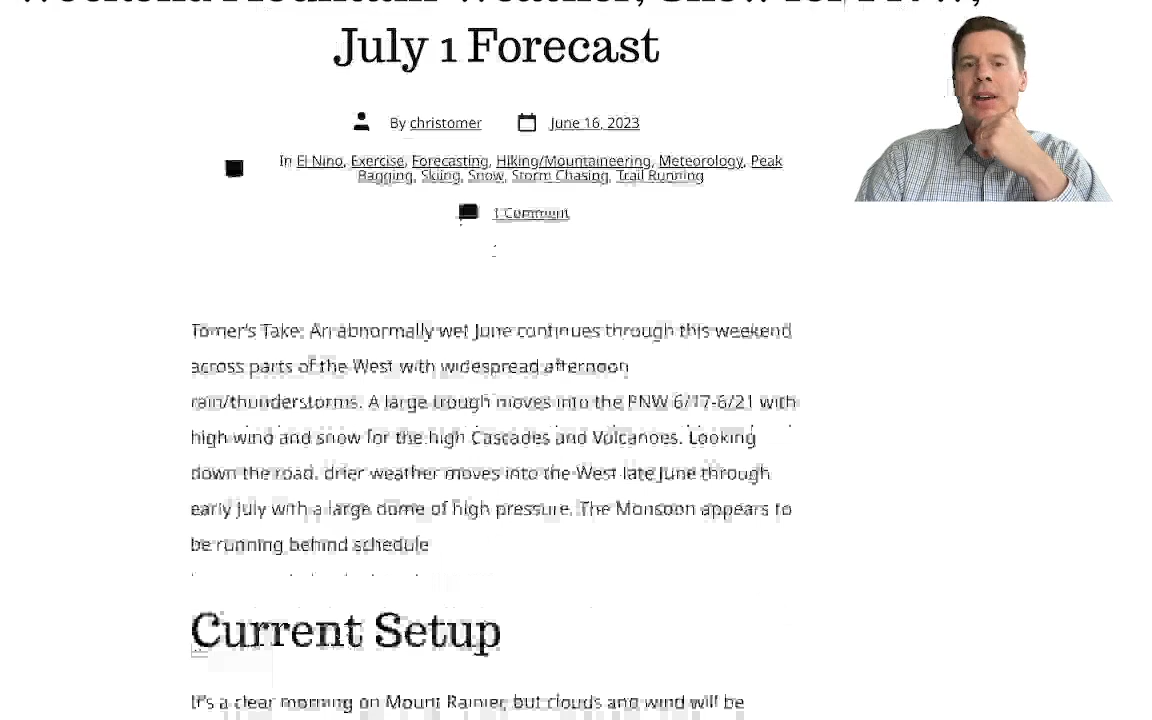 Weekend Mountain Weather, Snow for PNW,
July 1 Forecast
By christomer June 16, 2023
In El Nino, Exercise, Forecasting, Hiking/Mountaineering, Meteorology, Peak
Bagging, Skiing, Snow, Storm Chasing, Trail Running
1 Comment
Tomer's Take: An abnormally wet June continues through this weekend
across parts of the West with widespread afternoon
rain/thunderstorms. A large trough moves into the PNW 6/17-6/21 with
high wind and snow for the high Cascades and Volcanoes. Looking
down the road, drier weather moves into the West late June through
early July with a large dome of high pressure. The Monsoon appears to
be running behind schedule
Current Setup
It's a clear morning on Mount Rainier, but clouds and wind will be